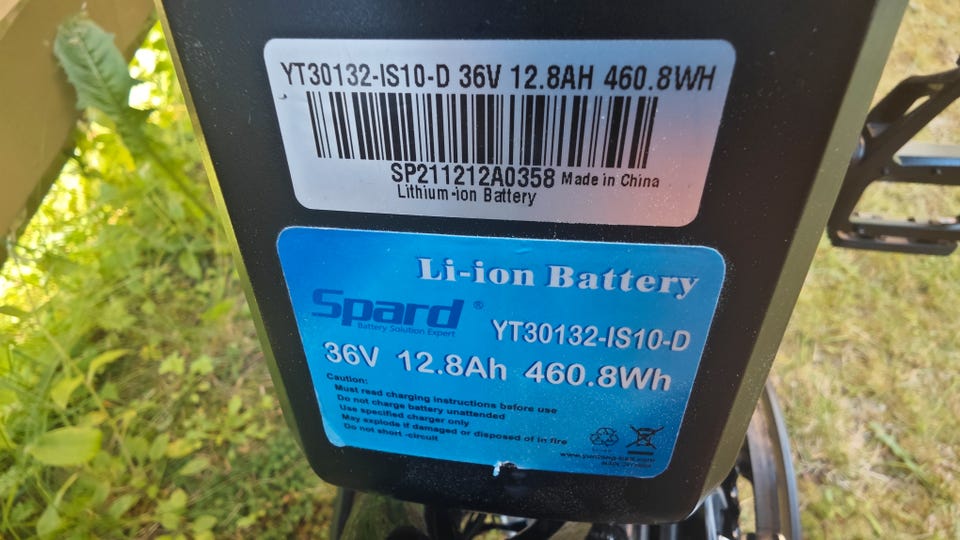 YT30132-IS10-D 36V 12.8AH 460.8WH
SP211212A0358 Made in China
Lithium-ion Battery
Li-ion Battery
Spard ®
Battery Solution Expert
YT30132-IS10-D
36V 12.8Ah 460.8Wh
Caution:
Must read charging instructions before use
Do not charge battery unattended
Use specified charger only
May explode if damaged or disposed of in fire
Do not short -circuit